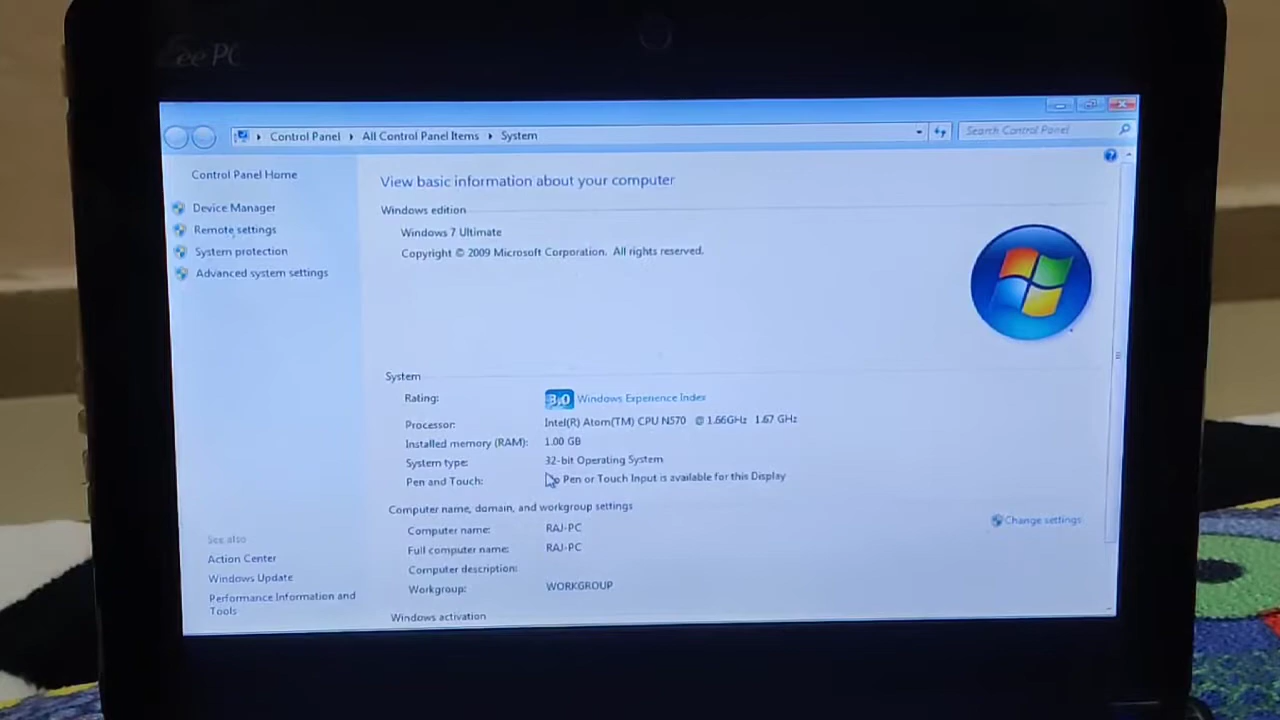 Eee PC
Control Panel ▸ All Control Panel Items ▸ System
Search Control Panel
Control Panel Home
Device Manager
Remote settings
System protection
Advanced system settings
View basic information about your computer
Windows edition
Windows 7 Ultimate
Copyright © 2009 Microsoft Corporation. All rights reserved.
System
Rating: 3,0 Windows Experience Index
Processor: Intel(R) Atom(TM) CPU N570 @ 1.66GHz 1.67 GHz
Installed memory (RAM): 1.00 GB
System type: 32-bit Operating System
Pen and Touch: Pen or Touch Input is available for this Display
Computer name, domain, and workgroup settings
Computer name: RAJ-PC
Change settings
Full computer name: RAJ-PC
Computer description:
Workgroup: WORKGROUP
Windows activation
See also
Action Center
Windows Update
Performance Information and
Tools